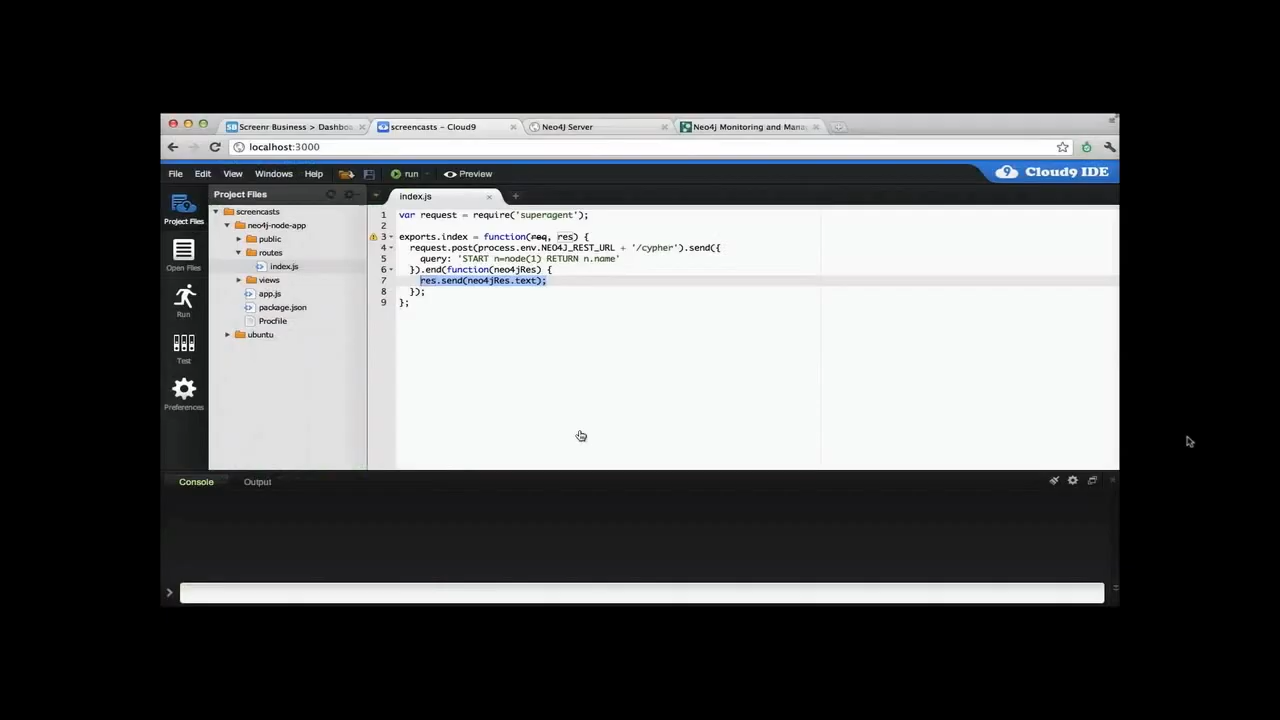 Screenr Business > Dashboa
screencasts – Cloud9
Neo4J Server
Neo4j Monitoring and Mana
localhost:3000
File Edit View Windows Help run Preview
Cloud9 IDE
Project Files
Project Files
Open Files
Run
Test
Preferences
screencasts
neo4j-node-app
public
routes
index.js
views
app.js
package.json
Procfile
ubuntu
index.js
1 var request = require('superagent');
2
3 exports.index = function(req, res) {
4 request.post(process.env.NEO4J_REST_URL + '/cypher').send({
5 query: 'START n=node(1) RETURN n.name'
6 }).end(function(neo4jRes) {
7 res.send(neo4jRes.text);
8 });
9 };
Console Output
>